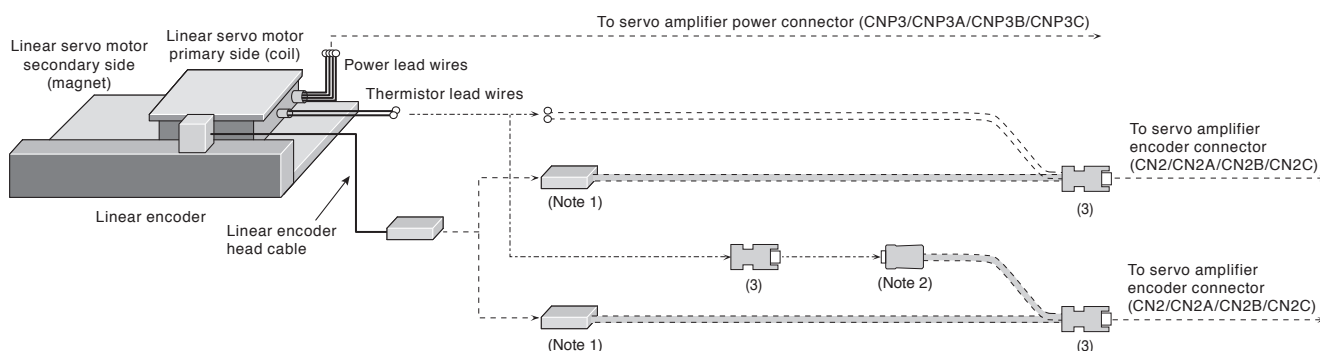 To servo amplifier power connector (CNP3/CNP3A/CNP3B/CNP3C)
Linear servo motor
secondary side
(magnet)
Linear servo motor
primary side (coil)
Power lead wires
Thermistor lead wires
To servo amplifier
encoder connector
(CN2/CN2A/CN2B/CN2C)
(Note 1)
(3)
Linear encoder
Linear encoder
head cable
(3)
(Note 2)
To servo amplifier
encoder connector
(CN2/CN2A/CN2B/CN2C)
(Note 1)
(3)